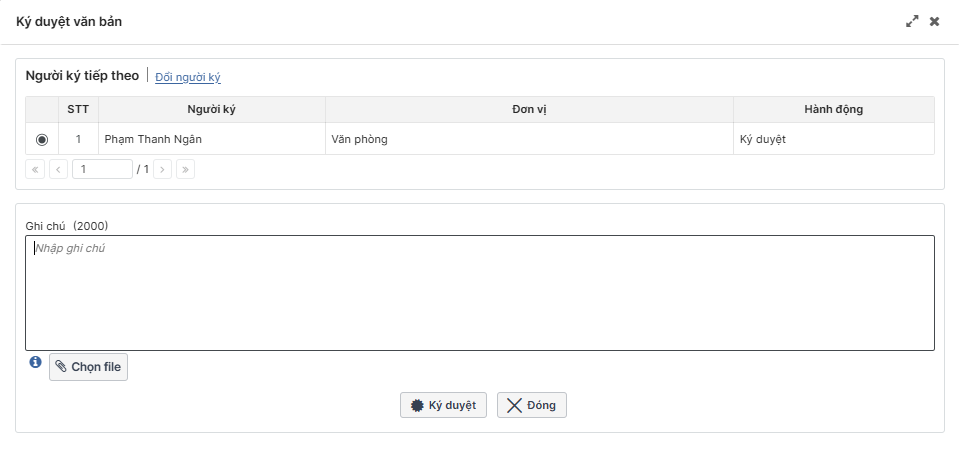 Ký duyệt văn bản
Người ký tiếp theo | Đổi người ký
STT Người ký Đơn vị Hành động
1 Phạm Thanh Ngân Văn phòng Ký duyệt
« ‹ 1 / 1 › »
Ghi chú (2000)
Nhập ghi chú
Chọn file
Ký duyệt Đóng